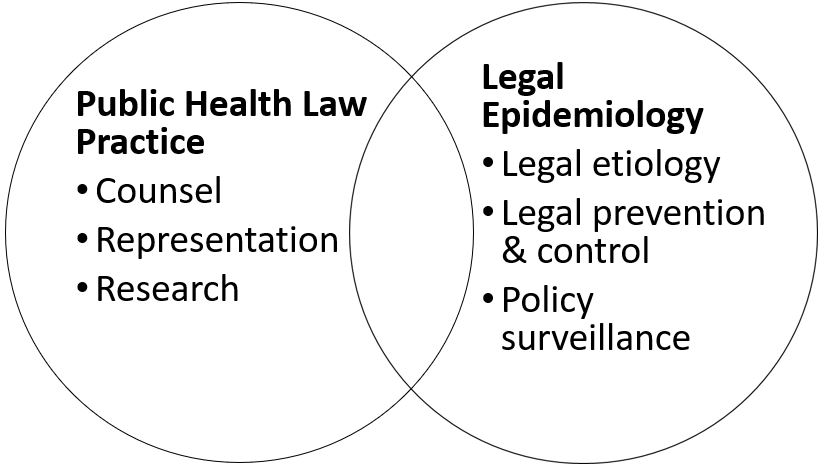 Public Health Law
Practice
• Counsel
• Representation
• Research
Legal
Epidemiology
• Legal etiology
• Legal prevention
& control
• Policy
surveillance